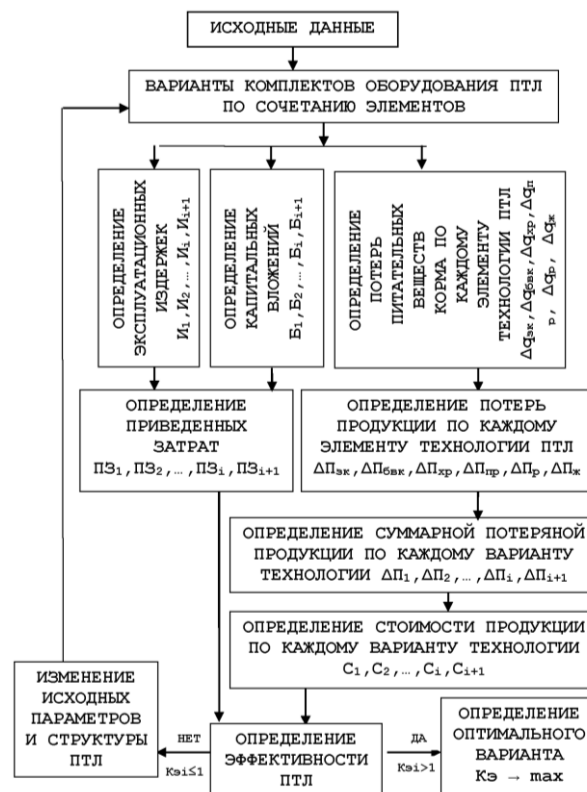 ИСХОДНЫЕ ДАННЫЕ
ВАРИАНТЫ КОМПЛЕКТОВ ОБОРУДОВАНИЯ ПТЛ
ПО СОЧЕТАНИЮ ЭЛЕМЕНТОВ
ОПРЕДЕЛЕНИЕ
ЭКСПЛУАТАЦИОННЫХ
ИЗДЕРЖЕК
И₁,И₂,…,Иᵢ,Иᵢ₊₁
ОПРЕДЕЛЕНИЕ
КАПИТАЛЬНЫХ
ВЛОЖЕНИЙ
Б₁,Б₂,…,Бᵢ,Бᵢ₊₁
ОПРЕДЕЛЕНИЕ
ПОТЕРЬ
ПИТАТЕЛЬНЫХ
ВЕЩЕСТВ
КОРМА ПО
КАЖДОМУ
ЭЛЕМЕНТУ
ТЕХНОЛОГИИ ПТЛ
Δqзк,Δqбвк,Δqхр,Δqп
р, Δqр, Δqж
ОПРЕДЕЛЕНИЕ
ПРИВЕДЕННЫХ
ЗАТРАТ
ПЗ₁,ПЗ₂,…,ПЗᵢ,ПЗᵢ₊₁
ОПРЕДЕЛЕНИЕ ПОТЕРЬ
ПРОДУКЦИИ ПО КАЖДОМУ
ЭЛЕМЕНТУ ТЕХНОЛОГИИ ПТЛ
ΔПзк,ΔПбвк,ΔПхр,ΔПпр,ΔПр,ΔПж
ОПРЕДЕЛЕНИЕ СУММАРНОЙ ПОТЕРЯНОЙ
ПРОДУКЦИИ ПО КАЖДОМУ ВАРИАНТУ
ТЕХНОЛОГИИ ΔП₁,ΔП₂,…,ΔПᵢ,ΔПᵢ₊₁
ОПРЕДЕЛЕНИЕ СТОИМОСТИ ПРОДУКЦИИ
ПО КАЖДОМУ ВАРИАНТУ ТЕХНОЛОГИИ
С₁,С₂,…,Сᵢ,Сᵢ₊₁
ИЗМЕНЕНИЕ
ИСХОДНЫХ
ПАРАМЕТРОВ
И СТРУКТУРЫ
ПТЛ
НЕТ
Kэi≤1
ОПРЕДЕЛЕНИЕ
ЭФФЕКТИВНОСТИ
ПТЛ
ДА
Kэi>1
ОПРЕДЕЛЕНИЕ
ОПТИМАЛЬНОГО
ВАРИАНТА
Kэ → max